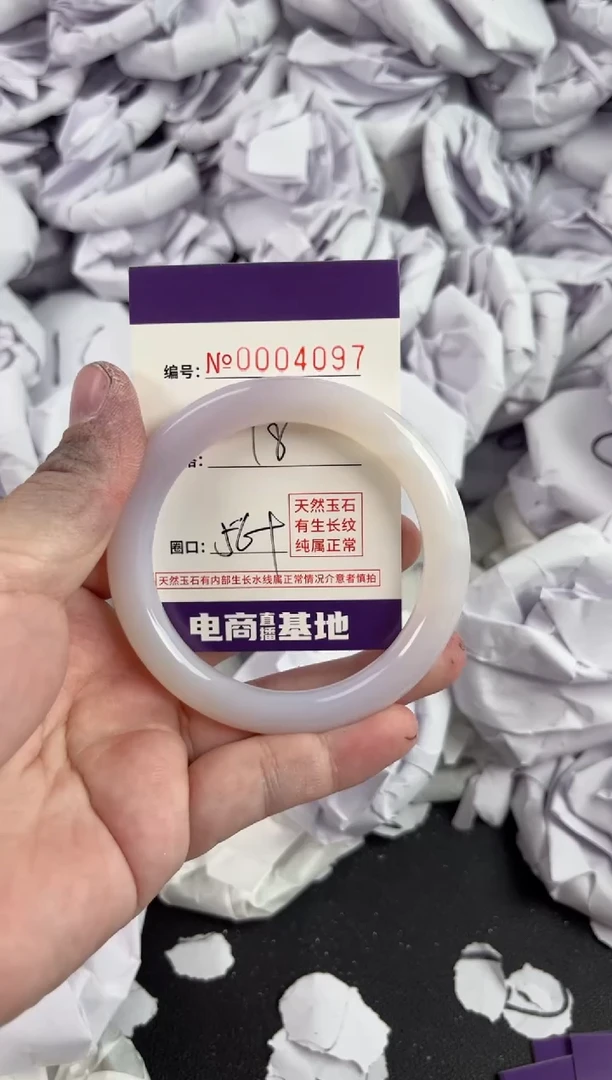 编号: №0004097
格: 18
天然玉石
有生长纹
圈口: 56+
纯属正常
天然玉石有内部生长水线属正常情况介意者慎拍
电商直播基地